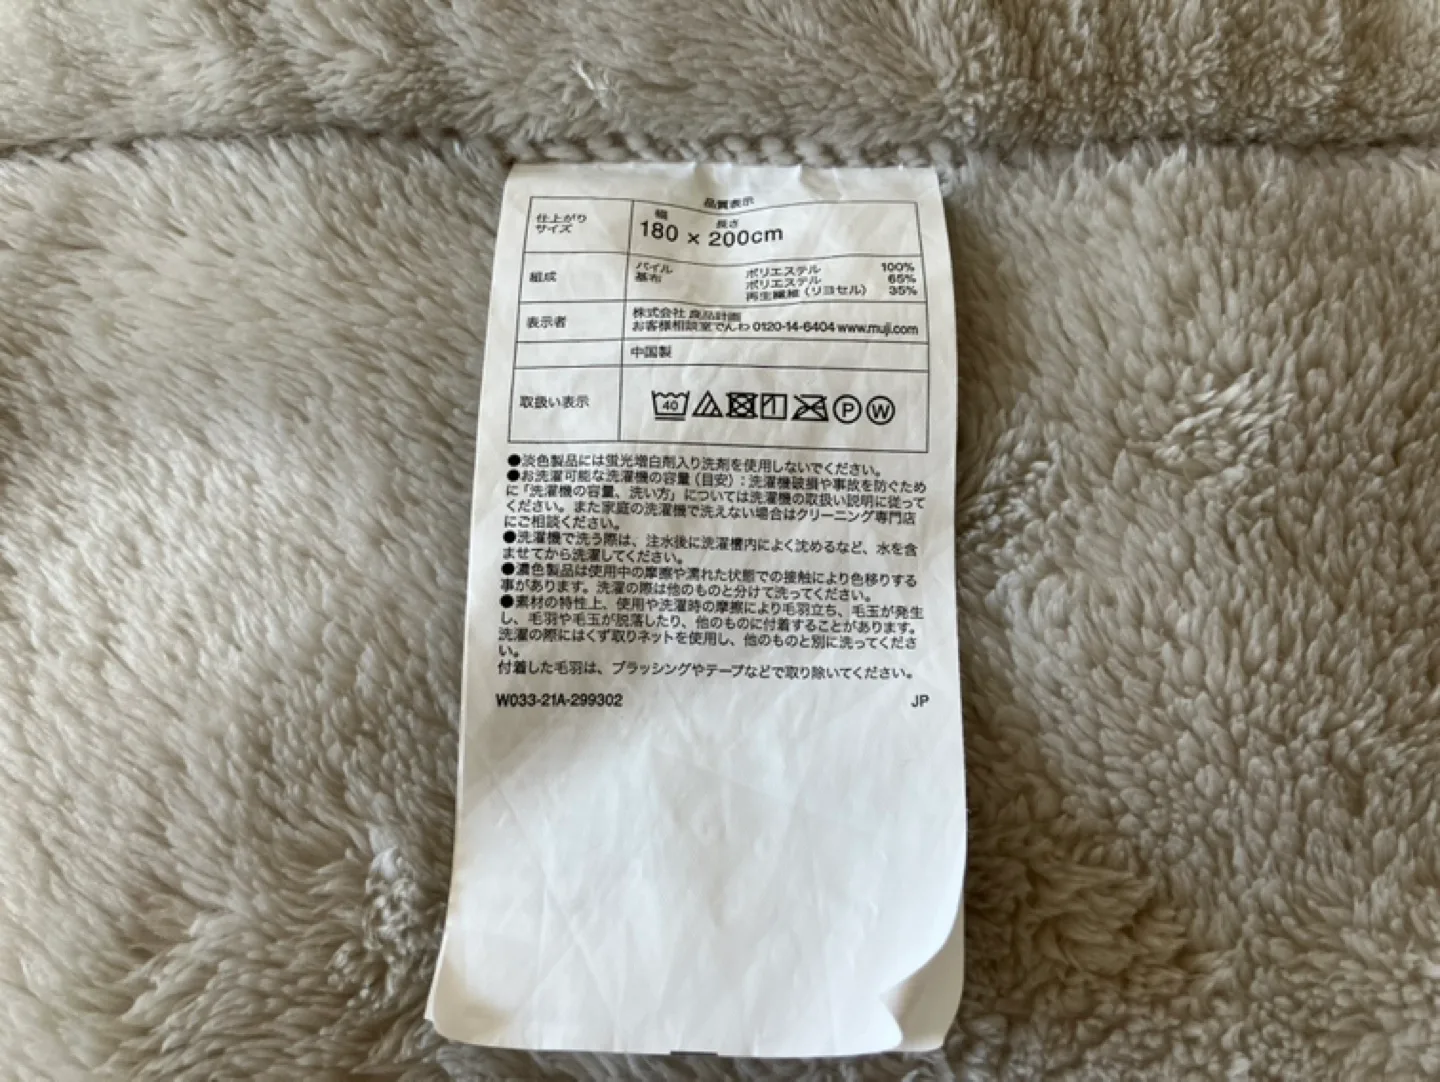 品質表示
仕上がり
サイズ
幅 長さ
180 × 200cm
組成
パイル ポリエステル 100%
基布 ポリエステル 65%
再生繊維(リヨセル) 35%
表示者
株式会社 良品計画
お客様相談室でんわ 0120-14-6404 www.muji.com
中国製
取扱い表示
40 P W
●淡色製品には蛍光増白剤入り洗剤を使用しないでください。
●お洗濯可能な洗濯機の容量(目安):洗濯機破損や事故を防ぐため
に「洗濯機の容量、洗い方」については洗濯機の取扱い説明に従って
ください。また家庭の洗濯機で洗えない場合はクリーニング専門店
にご相談ください。
●洗濯機で洗う際は、注水後に洗濯槽内によく沈めるなど、水を含
ませてから洗濯してください。
●濃色製品は使用中の摩擦や濡れた状態での接触により色移りする
事があります。洗濯の際は他のものと分けて洗ってください。
●素材の特性上、使用や洗濯時の摩擦により毛羽立ち、毛玉が発生
し、毛羽や毛玉が脱落したり、他のものに付着することがあります。
洗濯の際にはくず取りネットを使用し、他のものと別に洗ってくださ
い。
付着した毛羽は、ブラッシングやテープなどで取り除いてください。
W033-21A-299302 JP